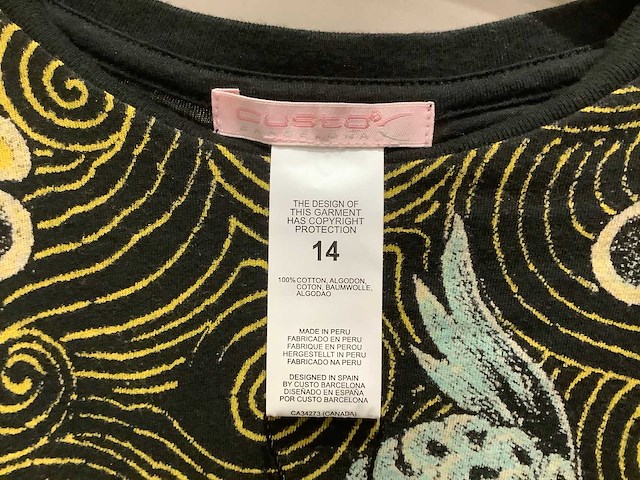 custo
THE DESIGN OF
THIS GARMENT
HAS COPYRIGHT
PROTECTION
14
100% COTTON, ALGODON,
COTON, BAUMWOLLE,
ALGODAO
MADE IN PERU
FABRICADO EN PERU
FABRIQUE EN PEROU
HERGESTELLT IN PERU
FABRICADO NA PERU
DESIGNED IN SPAIN
BY CUSTO BARCELONA
DISEÑADO EN ESPAÑA
POR CUSTO BARCELONA
CA34273 (CANADA)